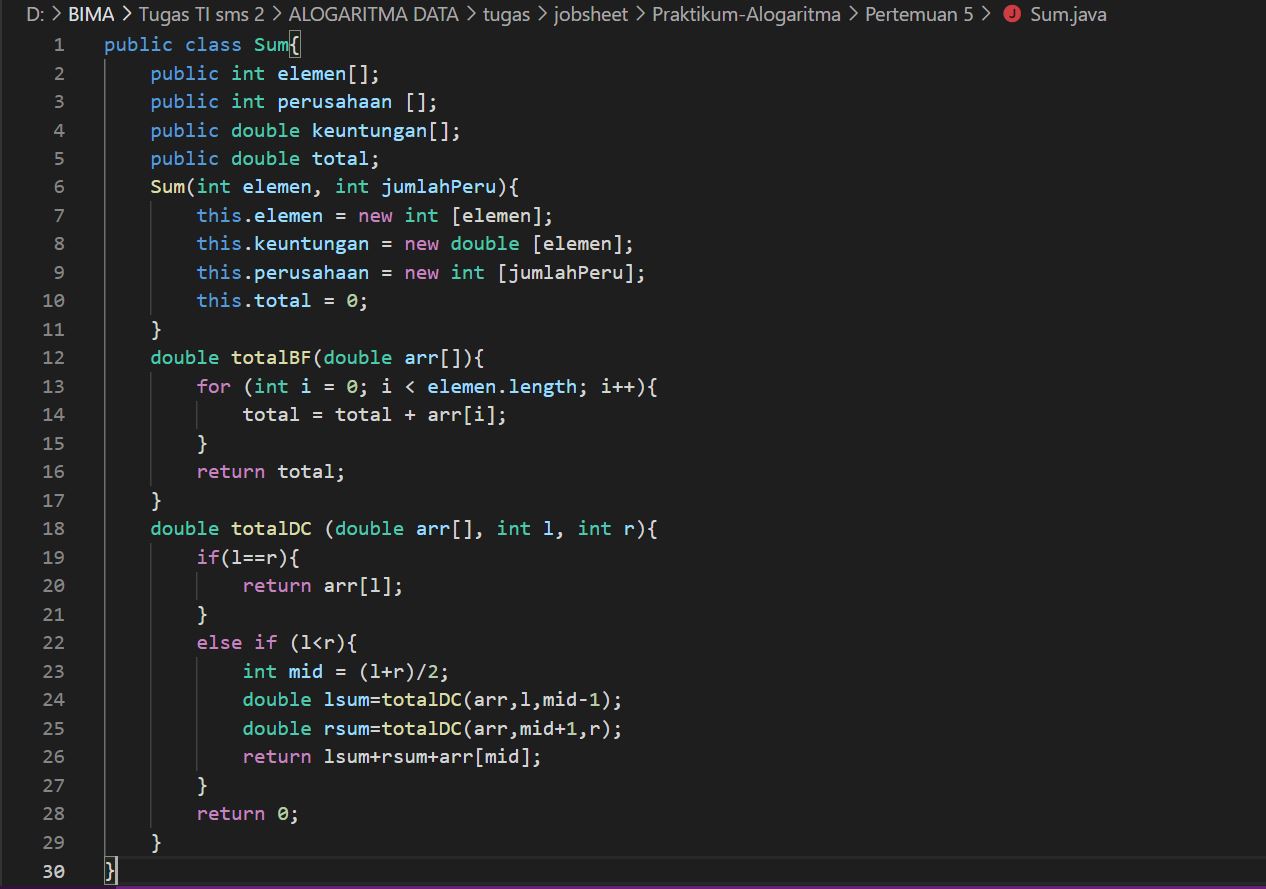 D: > BIMA > Tugas TI sms 2 > ALOGARITMA DATA > tugas > jobsheet > Praktikum-Alogaritma > Pertemuan 5 > J Sum.java
1 public class Sum{
2     public int elemen[];
3     public int perusahaan [];
4     public double keuntungan[];
5     public double total;
6     Sum(int elemen, int jumlahPeru){
7         this.elemen = new int [elemen];
8         this.keuntungan = new double [elemen];
9         this.perusahaan = new int [jumlahPeru];
10         this.total = 0;
11     }
12     double totalBF(double arr[]){
13         for (int i = 0; i < elemen.length; i++){
14             total = total + arr[i];
15         }
16         return total;
17     }
18     double totalDC (double arr[], int l, int r){
19         if(l==r){
20             return arr[l];
21         }
22         else if (l<r){
23             int mid = (l+r)/2;
24             double lsum=totalDC(arr,l,mid-1);
25             double rsum=totalDC(arr,mid+1,r);
26             return lsum+rsum+arr[mid];
27         }
28         return 0;
29     }
30 }